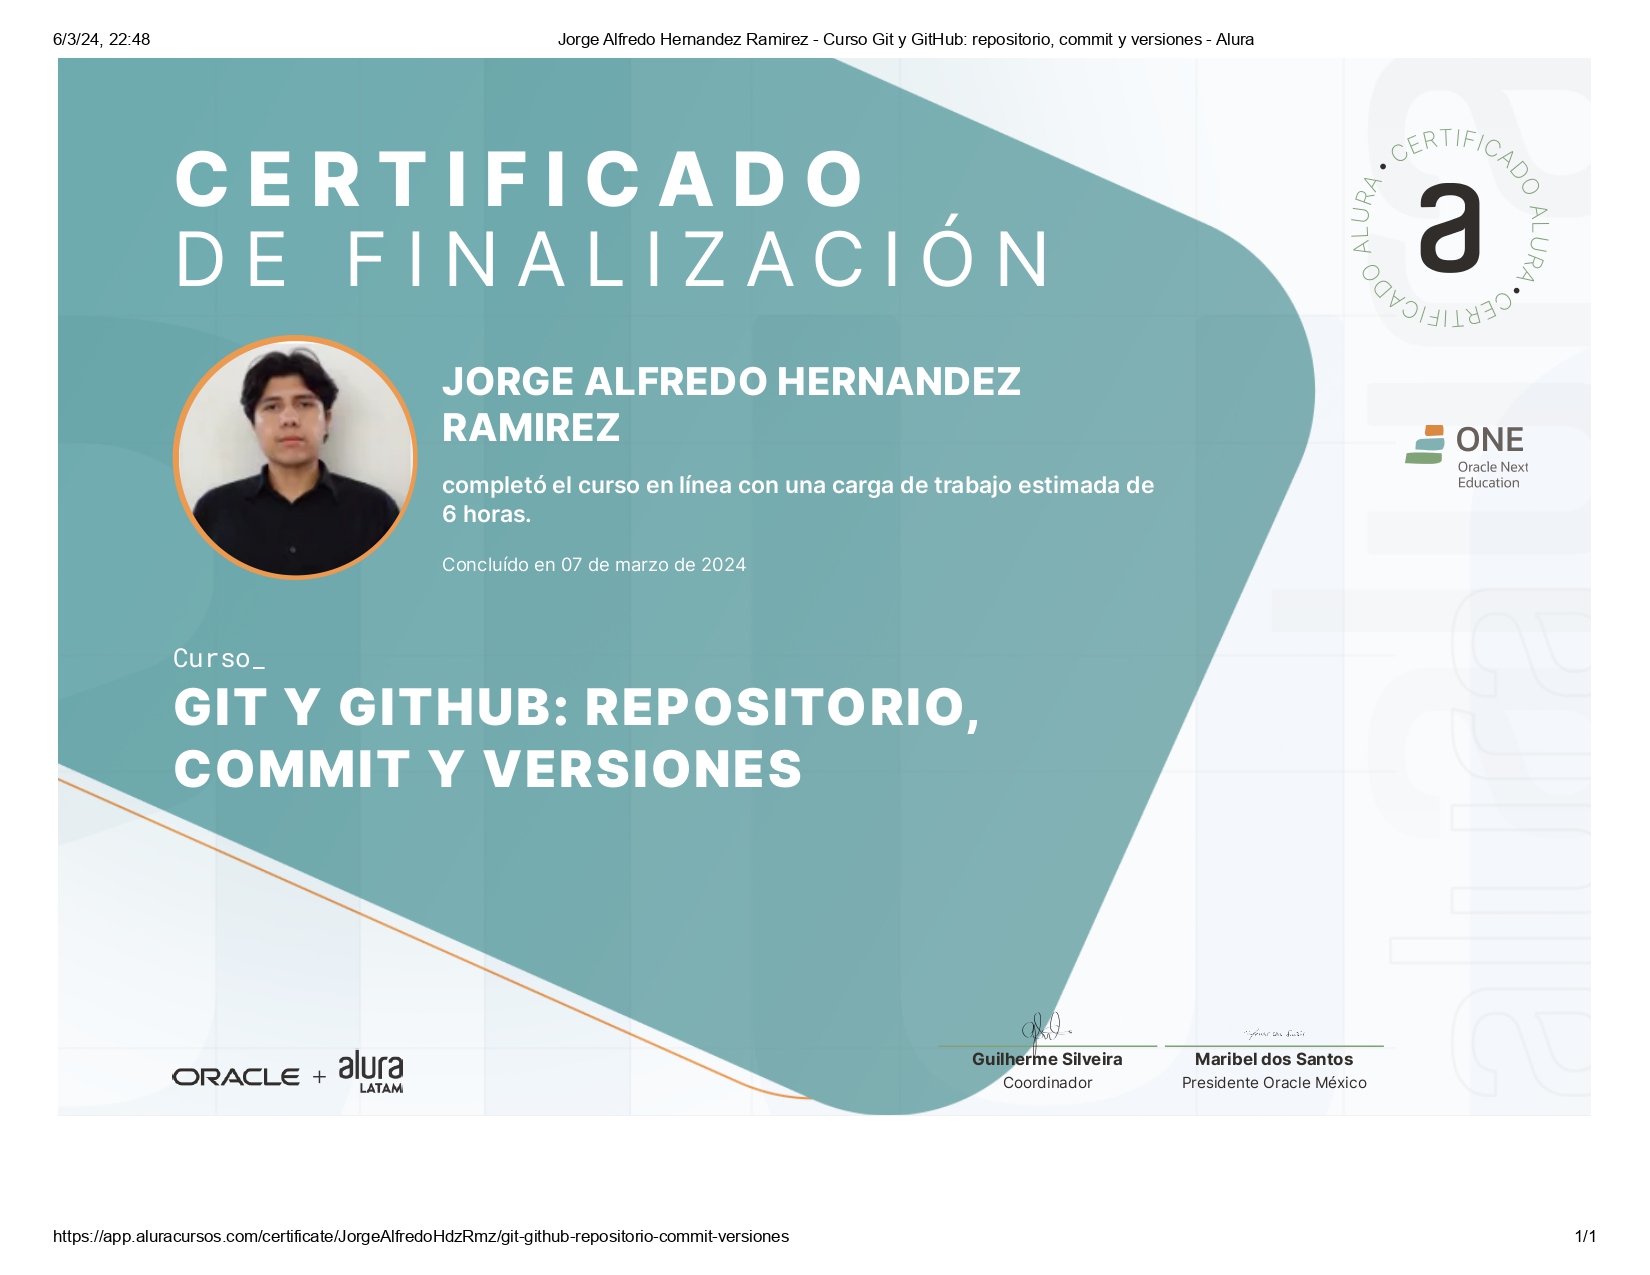 6/3/24, 22:48
Jorge Alfredo Hernandez Ramirez - Curso Git y GitHub: repositorio, commit y versiones - Alura
CERTIFICADO
DE FINALIZACIÓN
• CERTIFICADO ALURA • CERTIFICADO ALURA
a
JORGE ALFREDO HERNANDEZ
RAMIREZ
completó el curso en línea con una carga de trabajo estimada de
6 horas.
Concluído en 07 de marzo de 2024
ONE
Oracle Next
Education
Curso_
GIT Y GITHUB: REPOSITORIO,
COMMIT Y VERSIONES
alura
alura
ORACLE + alura
LATAM
Guilherme Silveira
Coordinador
Maribel dos Santos
Presidente Oracle México
https://app.aluracursos.com/certificate/JorgeAlfredoHdzRmz/git-github-repositorio-commit-versiones
1/1